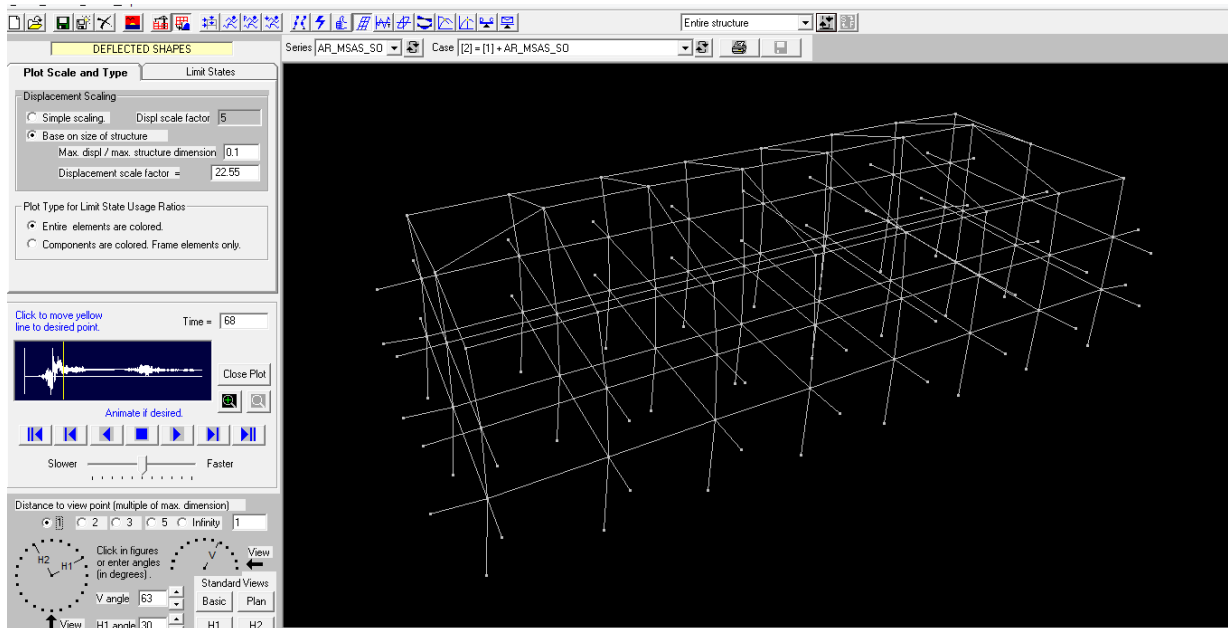 Entire structure
DEFLECTED SHAPES
Series AR_MSAS_SO Case [2] = [1] + AR_MSAS_SO
Plot Scale and Type Limit States
Displacement Scaling
Simple scaling. Displ scale factor 5
Base on size of structure
Max. displ / max. structure dimension 0.1
Displacement scale factor = 22.55
Plot Type for Limit State Usage Ratios
Entire elements are colored.
Components are colored. Frame elements only.
Click to move yellow
line to desired point.
Time = 68
Close Plot
Animate if desired.
Slower Faster
Distance to view point (multiple of max. dimension)
1 2 3 5 Infinity 1
H2 H1
Click in figures
or enter angles
(in degrees).
V
View
Standard Views
V angle 63
Basic Plan
View H1 angle 30
H1 H2